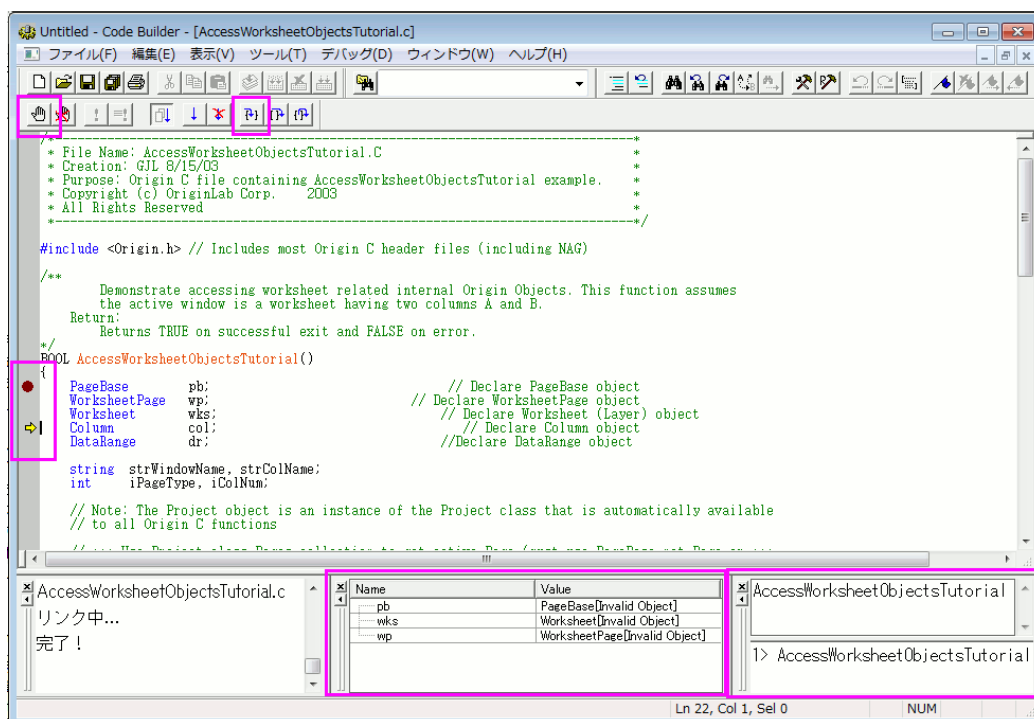 Untitled - Code Builder - [AccessWorksheetObjectsTutorial.c]
ファイル(F) 編集(E) 表示(V) ツール(T) デバッグ(D) ウィンドウ(W) ヘルプ(H)
/*------------------------------------------------------------------------------*
* File Name: AccessWorksheetObjectsTutorial.C *
* Creation: GJL 8/15/03 *
* Purpose: Origin C file containing AccessWorksheetObjectsTutorial example. *
* Copyright (c) OriginLab Corp. 2003 *
* All Rights Reserved *
*------------------------------------------------------------------------------*/
#include <Origin.h> // Includes most Origin C header files (including NAG)
/**
Demonstrate accessing worksheet related internal Origin Objects. This function assumes
the active window is a worksheet having two columns A and B.
Return:
Returns TRUE on successful exit and FALSE on error.
*/
BOOL AccessWorksheetObjectsTutorial()
{
PageBase pb; // Declare PageBase object
WorksheetPage wp; // Declare WorksheetPage object
Worksheet wks; // Declare Worksheet (Layer) object
Column col; // Declare Column object
DataRange dr; //Declare DataRange object
string strWindowName, strColName;
int iPageType, iColNum;
// Note: The Project object is an instance of the Project class that is automatically available
// to all Origin C functions
AccessWorksheetObjectsTutorial.c
リンク中...
完了！
Name Value
pb PageBase[Invalid Object]
wks Worksheet[Invalid Object]
wp WorksheetPage[Invalid Object]
AccessWorksheetObjectsTutorial
1> AccessWorksheetObjectsTutorial
Ln 22, Col 1, Sel 0 NUM